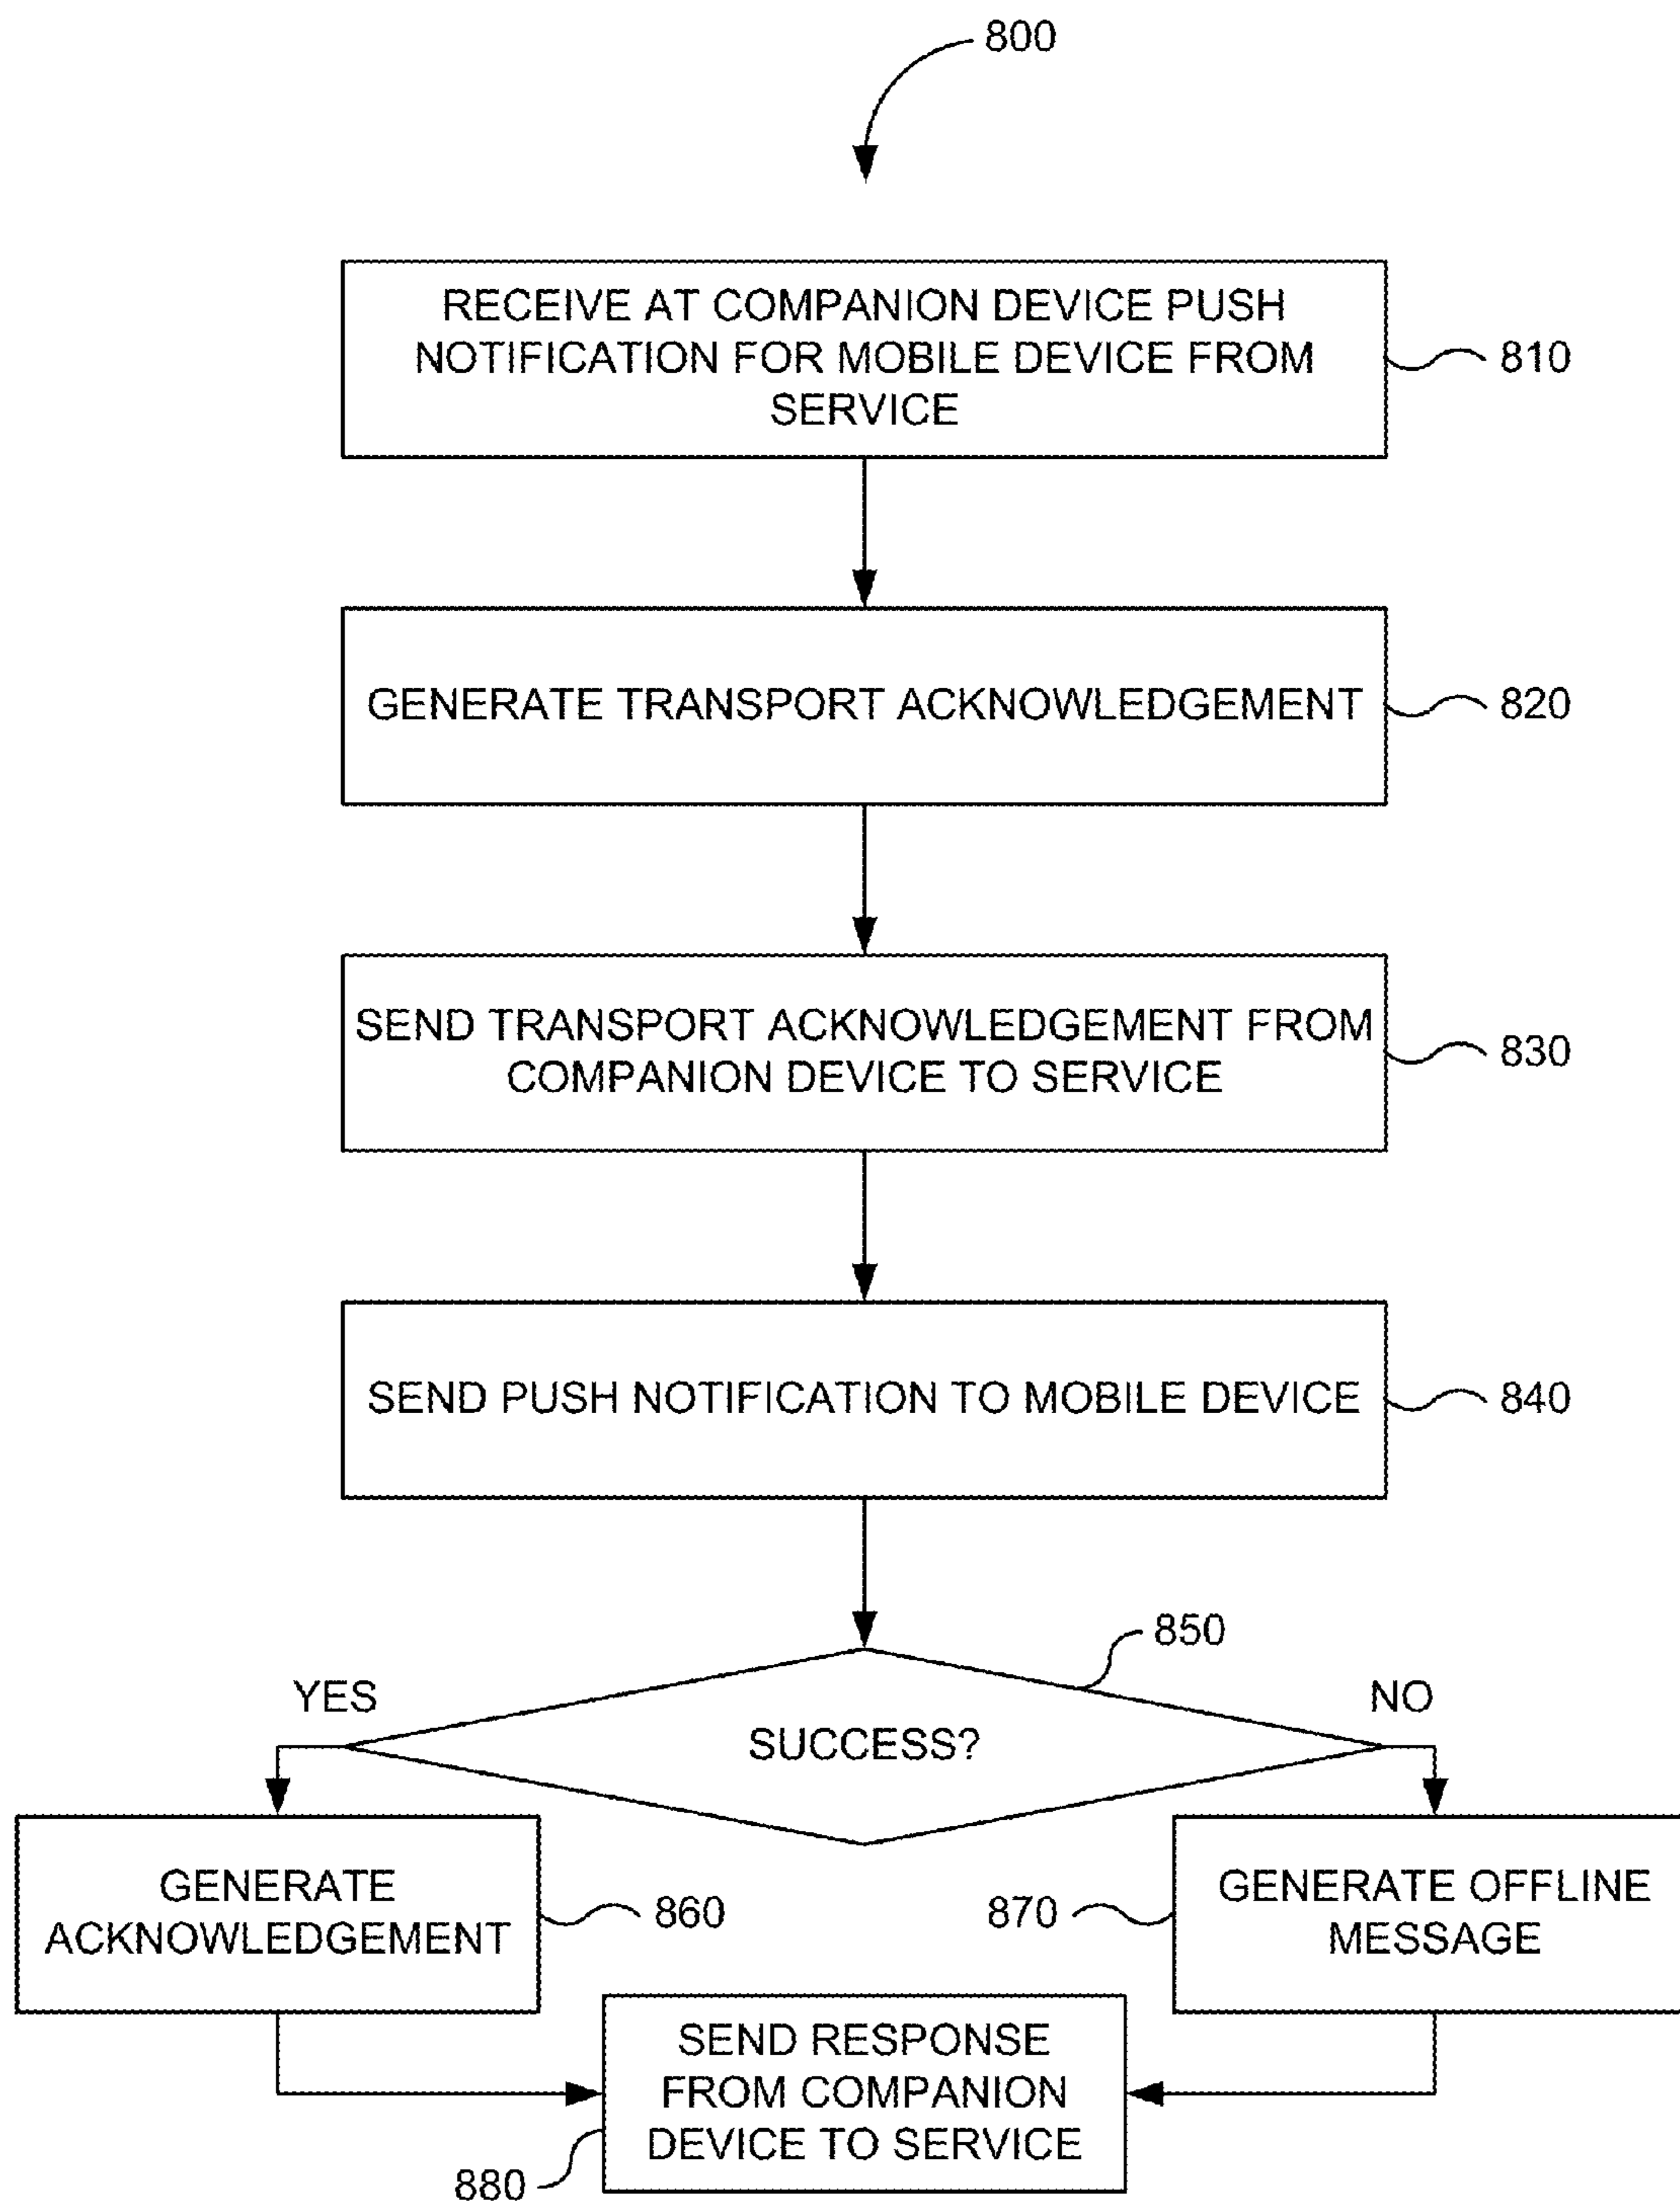 800
RECEIVE AT COMPANION DEVICE PUSH
NOTIFICATION FOR MOBILE DEVICE FROM
SERVICE
810
GENERATE TRANSPORT ACKNOWLEDGEMENT
820
SEND TRANSPORT ACKNOWLEDGEMENT FROM
COMPANION DEVICE TO SERVICE
830
SEND PUSH NOTIFICATION TO MOBILE DEVICE
840
850
YES
NO
SUCCESS?
GENERATE
ACKNOWLEDGEMENT
860
870
GENERATE OFFLINE
MESSAGE
SEND RESPONSE
FROM COMPANION
DEVICE TO SERVICE
880